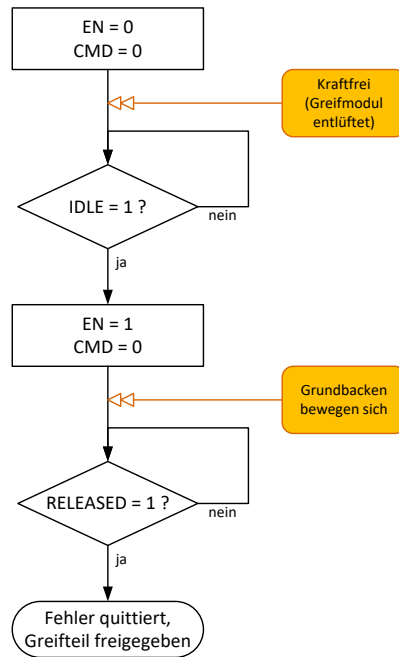 EN = 0
CMD = 0
Kraftfrei
(Greifmodul
entlüftet)
IDLE = 1 ?
nein
ja
EN = 1
CMD = 0
Grundbacken
bewegen sich
RELEASED = 1 ?
nein
ja
Fehler quittiert,
Greifteil freigegeben